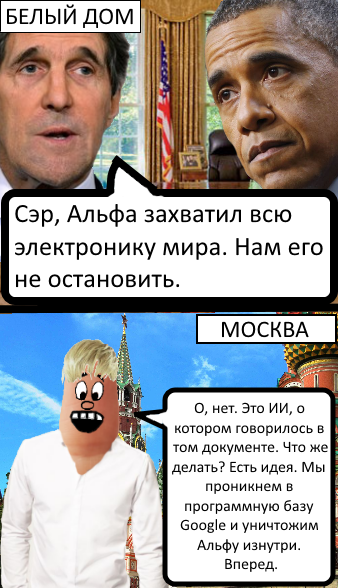 БЕЛЫЙ ДОМ
Сэр, Альфа захватил всю
электронику мира. Нам его
не остановить.
МОСКВА
О, нет. Это ИИ, о
котором говорилось в
том документе. Что же
делать? Есть идея. Мы
проникнем в
программную базу
Google и уничтожим
Альфу изнутри.
Вперед.